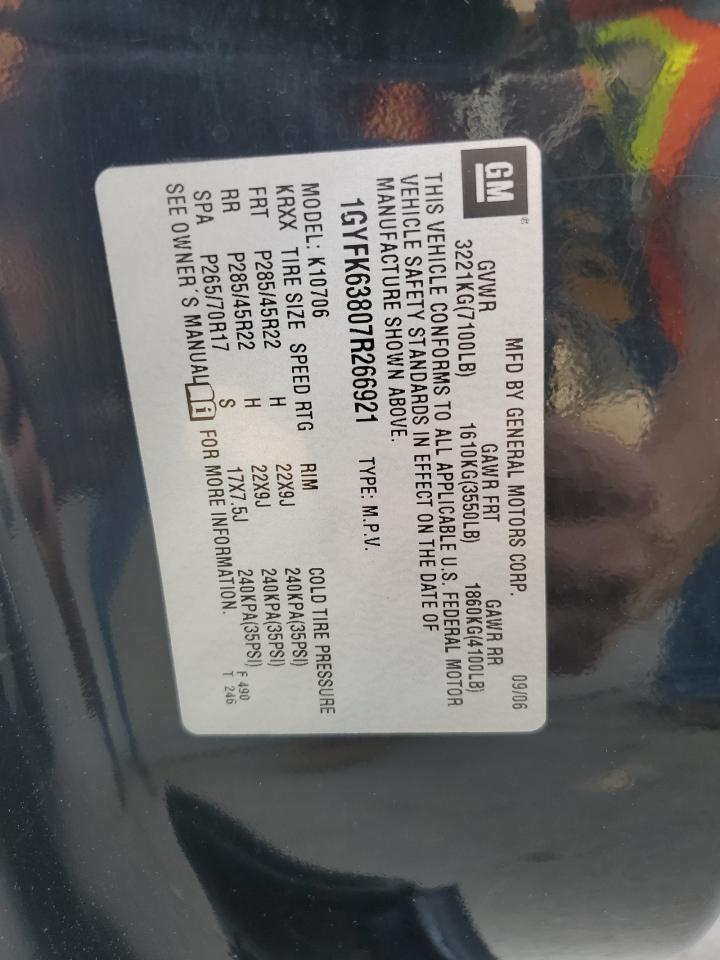 GM
MFD BY GENERAL MOTORS CORP. 09/06
GVWR GAWR FRT GAWR RR
3221KG(7100LB) 1610KG(3550LB) 1860KG(4100LB)
THIS VEHICLE CONFORMS TO ALL APPLICABLE U.S. FEDERAL MOTOR
VEHICLE SAFETY STANDARDS IN EFFECT ON THE DATE OF
MANUFACTURE SHOWN ABOVE.
1GYFK63807R266921 TYPE: M.P.V.
MODEL: K10706
KRXX TIRE SIZE SPEED RTG RIM COLD TIRE PRESSURE
FRT P285/45R22 H 22X9J 240KPA(35PSI)
RR P285/45R22 H 22X9J 240KPA(35PSI)
SPA P265/70R17 S 17X7.5J 240KPA(35PSI)
SEE OWNER'S MANUAL i FOR MORE INFORMATION.
F 490
T 246